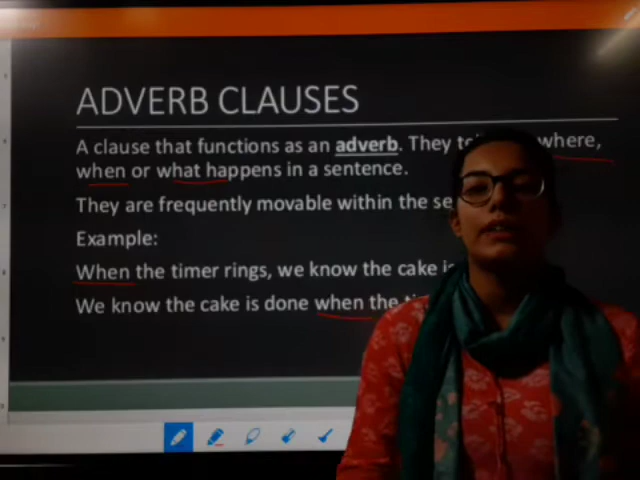 ADVERB CLAUSES
A clause that functions as an adverb. They where,
when or what happens in a sentence.
They are frequently movable within the
Example:
When the timer rings, we know the cake
We know the cake is done when the